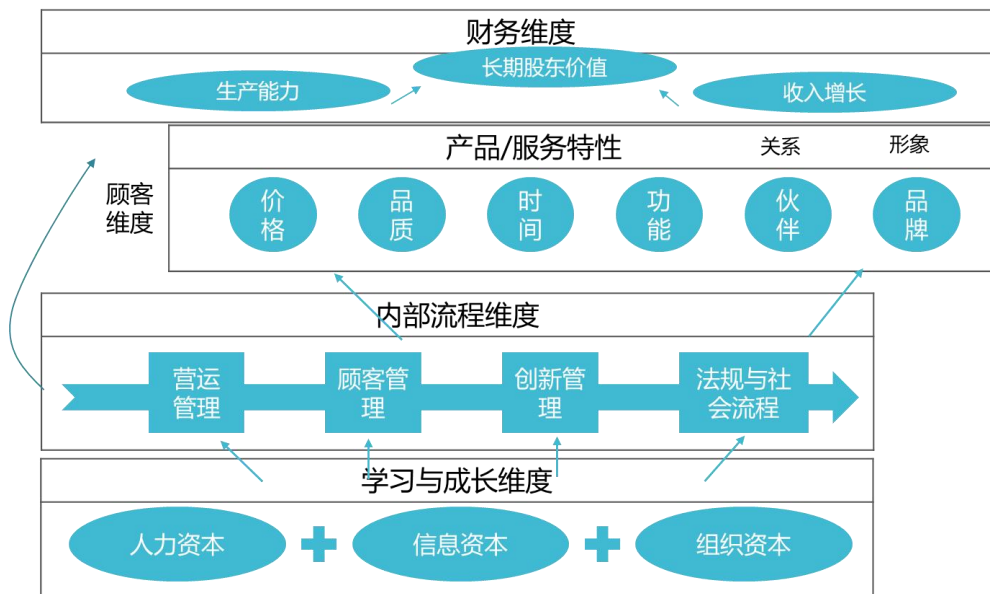 财务维度
长期股东价值
生产能力
收入增长
产品/服务特性
关系
形象
顾客
维度
价
格
品
质
时
间
功
能
伙
伴
品
牌
内部流程维度
营运
管理
顾客管
理
创新管
理
法规与社
会流程
学习与成长维度
人力资本
信息资本
组织资本